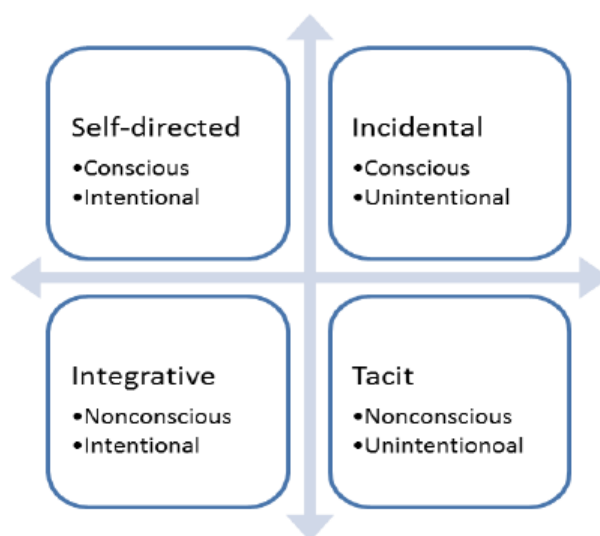 Self-directed
•Conscious
•Intentional
Incidental
•Conscious
•Unintentional
Integrative
•Nonconscious
•Intentional
Tacit
•Nonconscious
•Unintentionoal